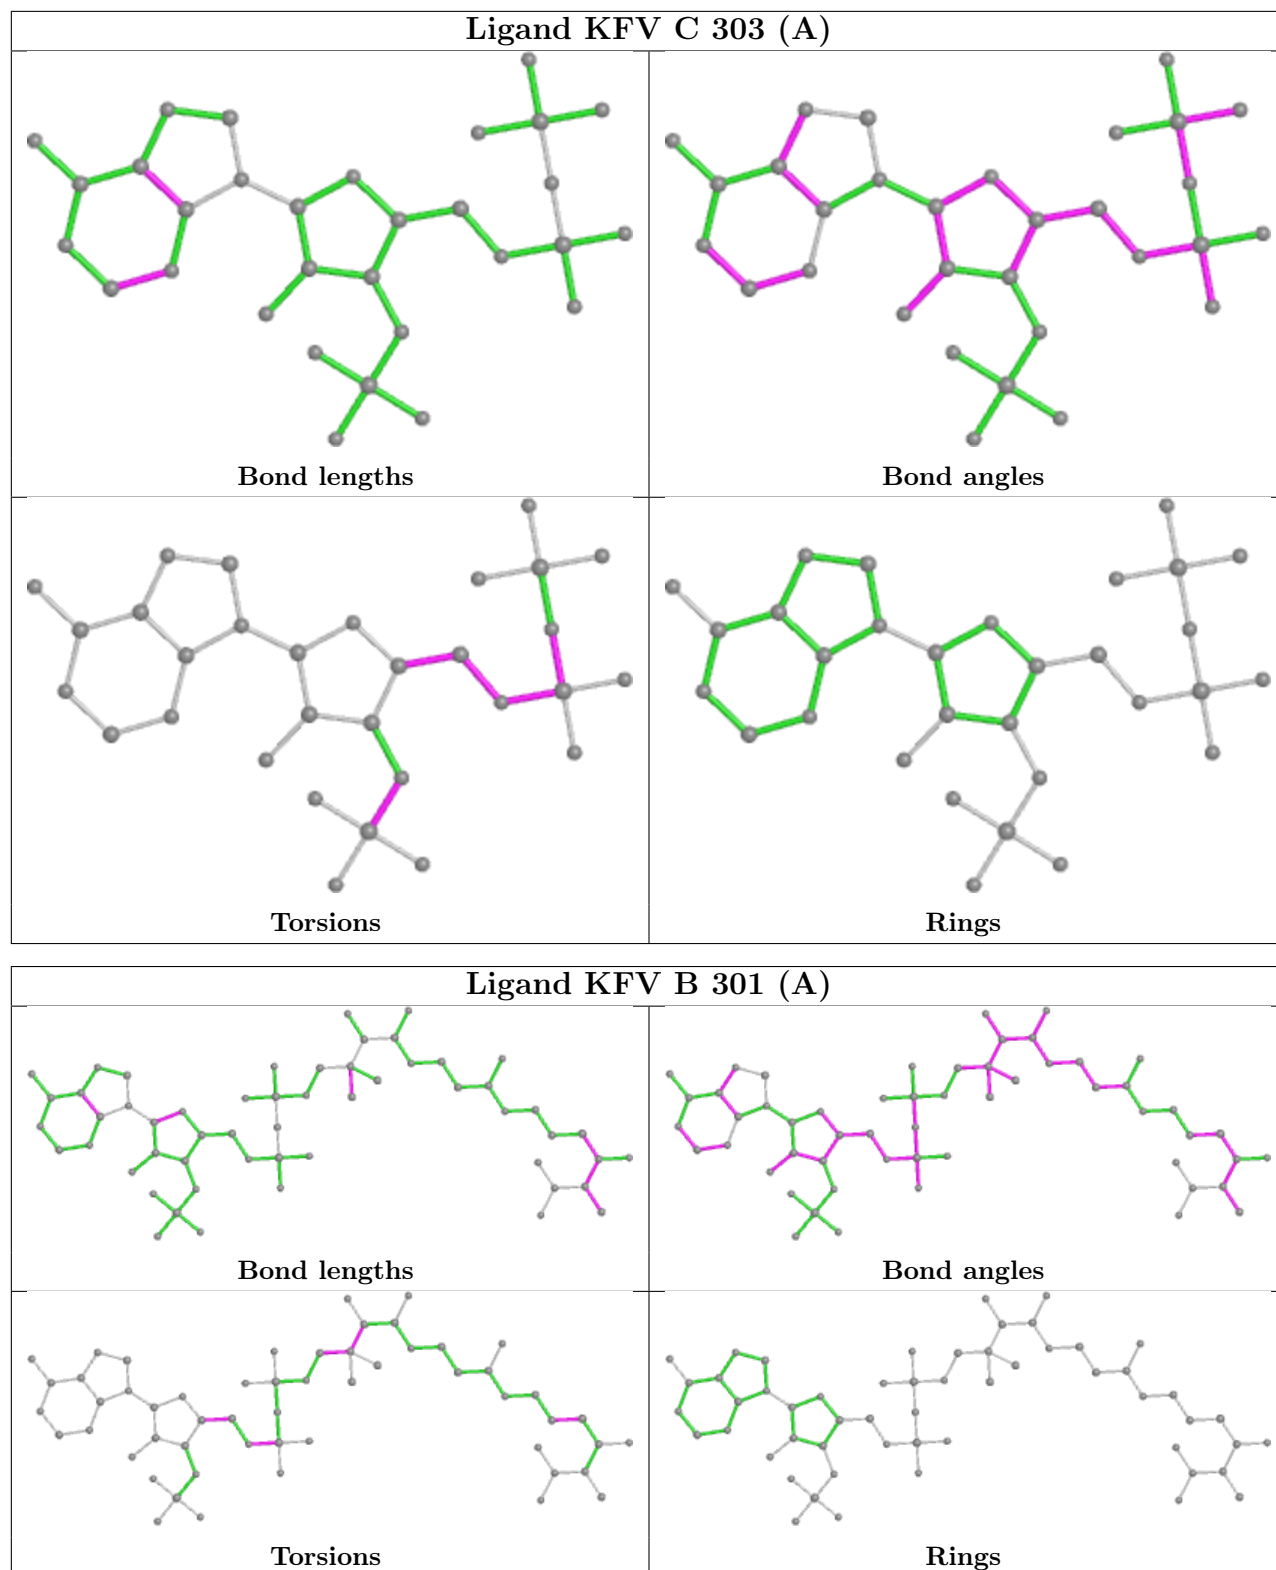 Ligand KFV C 303 (A)
Bond lengths
Bond angles
Torsions
Rings
Ligand KFV B 301 (A)
Bond lengths
Bond angles
Torsions
Rings